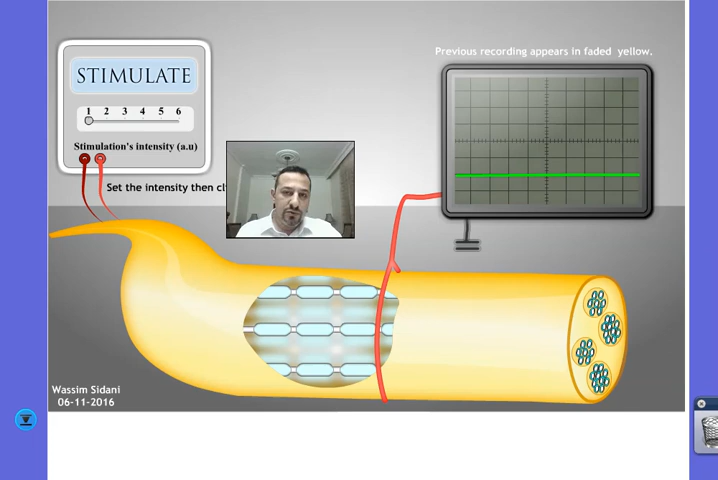 Previous recording appears in faded yellow.
STIMULATE
1 2 3 4 5 6
Stimulation's intensity (a.u)
Set the intensity then
Wassim Sidani
06-11-2016